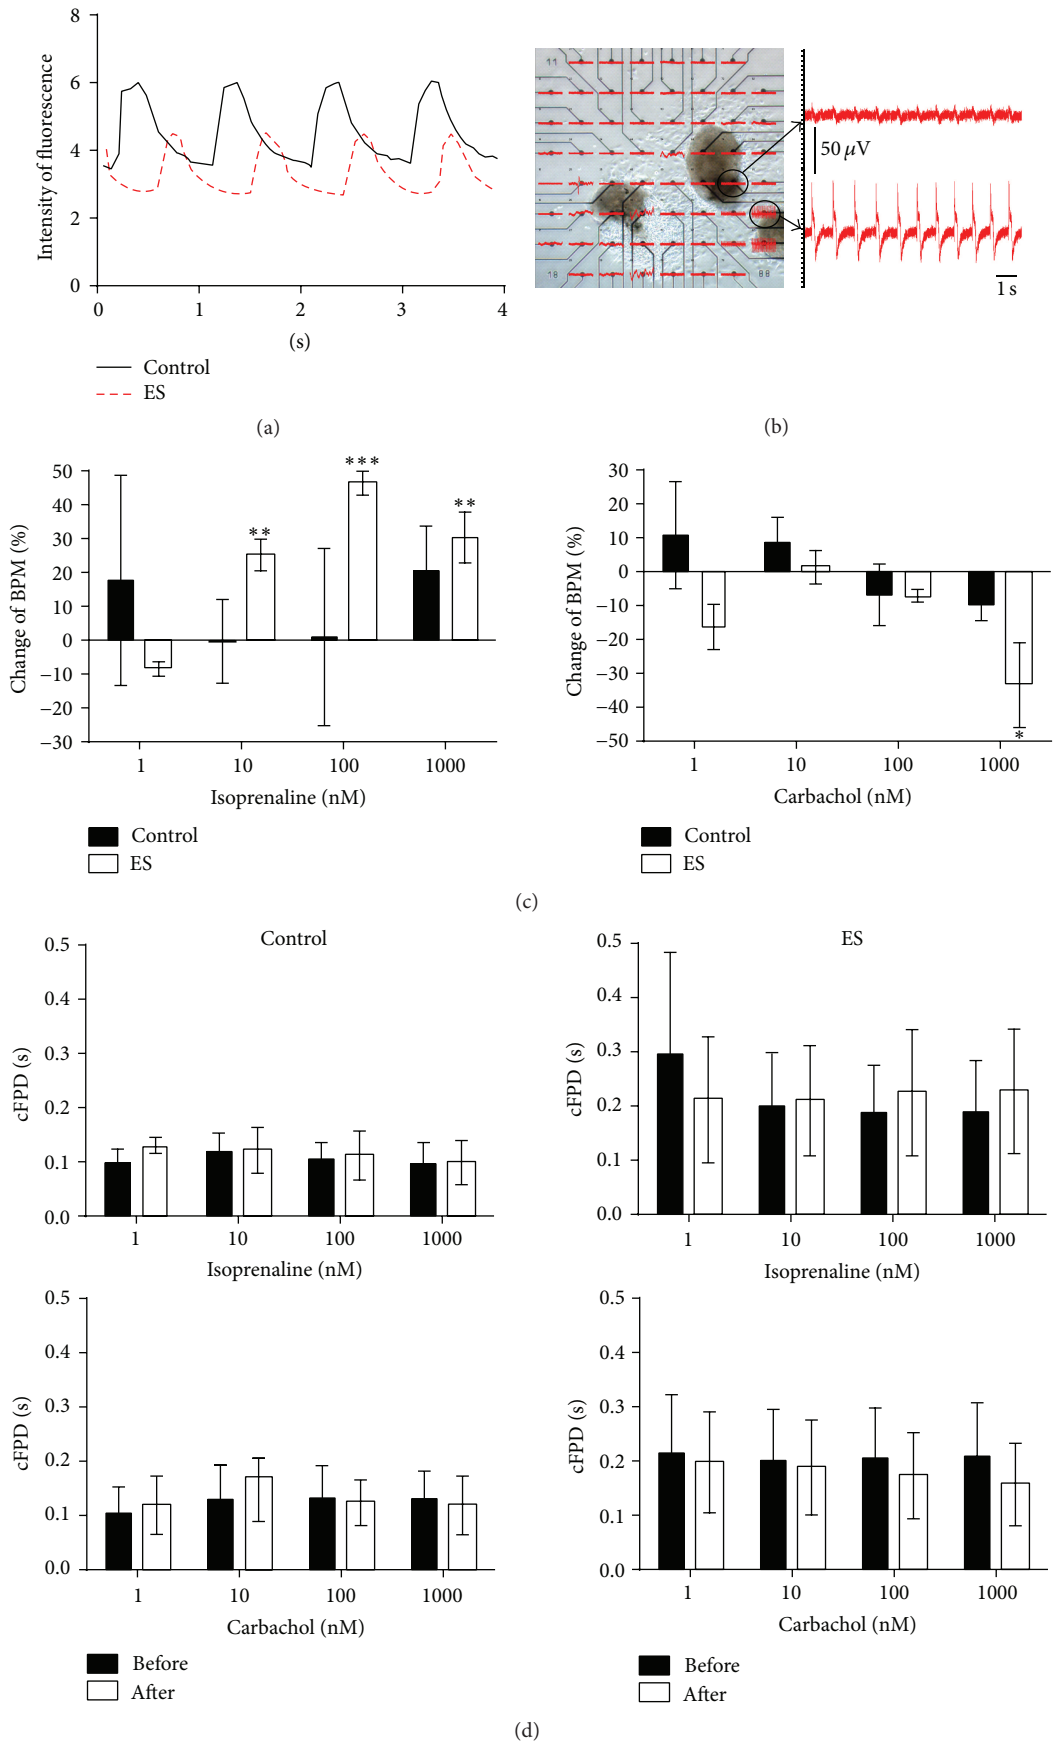 8
6
4
2
0
Intensity of fluorescence
0 1 2 3 4
(s)
Control
ES
(a)
11
18
88
50 μV
1 s
(b)
50
40
30
20
10
0
−10
−20
−30
Change of BPM (%)
** *** **
1 10 100 1000
Isoprenaline (nM)
Control
ES
30
20
10
0
−10
−20
−30
−40
−50
Change of BPM (%)
*
1 10 100 1000
Carbachol (nM)
Control
ES
(c)
Control
0.5
0.4
0.3
0.2
0.1
0.0
cFPD (s)
1 10 100 1000
Isoprenaline (nM)
ES
0.5
0.4
0.3
0.2
0.1
0.0
cFPD (s)
1 10 100 1000
Isoprenaline (nM)
0.5
0.4
0.3
0.2
0.1
0.0
cFPD (s)
1 10 100 1000
Carbachol (nM)
Before
After
0.5
0.4
0.3
0.2
0.1
0.0
cFPD (s)
1 10 100 1000
Carbachol (nM)
Before
After
(d)